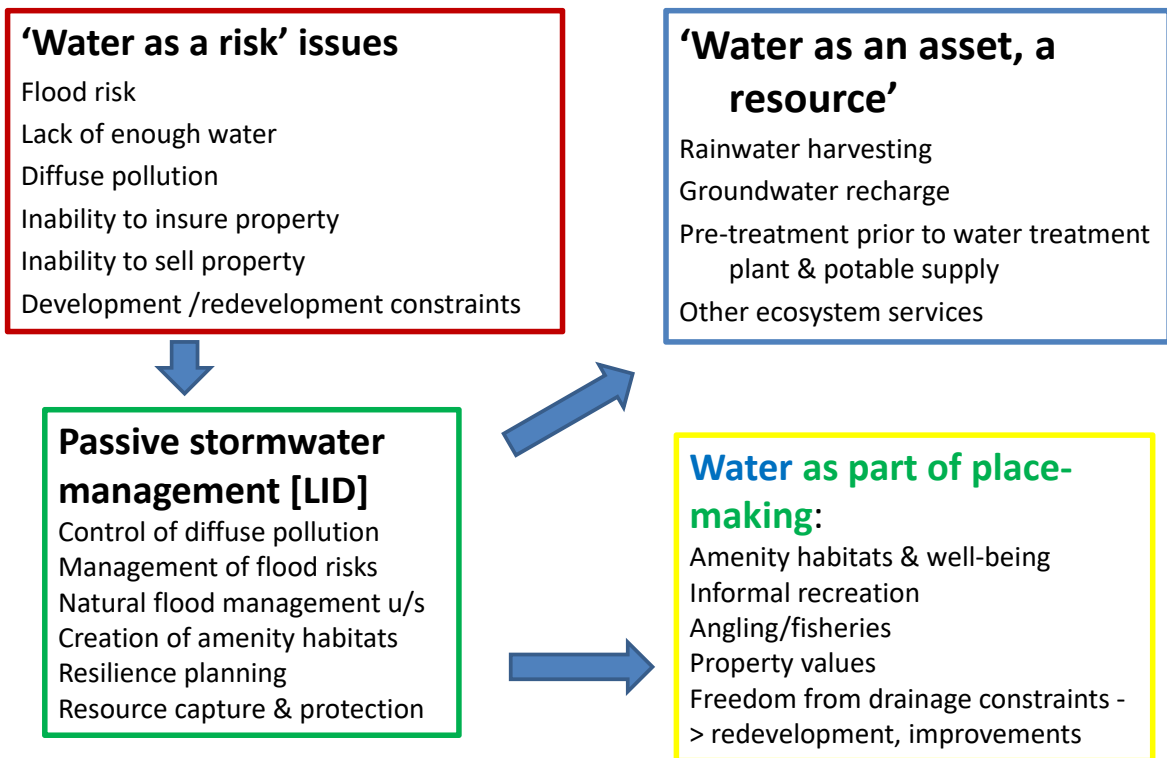 ‘Water as a risk’ issues
Flood risk
Lack of enough water
Diffuse pollution
Inability to insure property
Inability to sell property
Development /redevelopment constraints
‘Water as an asset, a
resource’
Rainwater harvesting
Groundwater recharge
Pre-treatment prior to water treatment
plant & potable supply
Other ecosystem services
Passive stormwater
management [LID]
Control of diffuse pollution
Management of flood risks
Natural flood management u/s
Creation of amenity habitats
Resilience planning
Resource capture & protection
Water as part of place-
making:
Amenity habitats & well-being
Informal recreation
Angling/fisheries
Property values
Freedom from drainage constraints -
> redevelopment, improvements